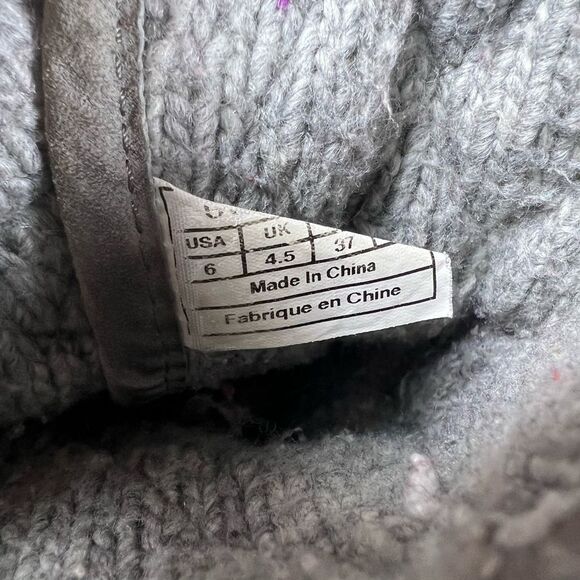 USA UK
6 4.5 37
Made In China
Fabrique en Chine